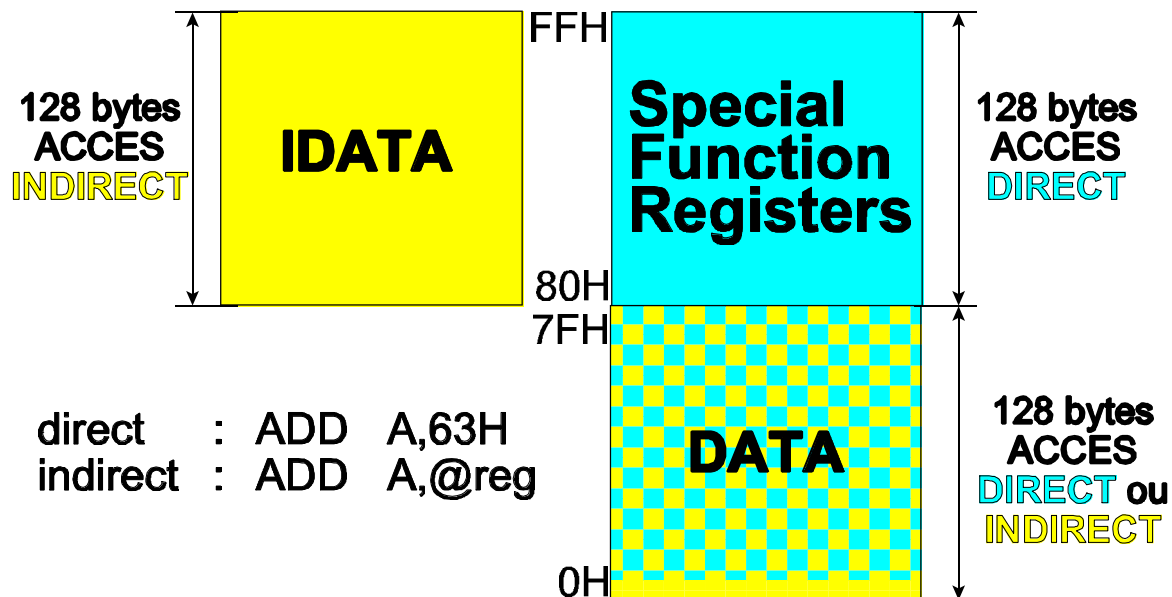 128 bytes
ACCES
INDIRECT
IDATA
FFH
80H
7FH
0H
Special
Function
Registers
128 bytes
ACCES
DIRECT
DATA
128 bytes
ACCES
DIRECT ou
INDIRECT
direct : ADD A,63H
indirect : ADD A,@reg